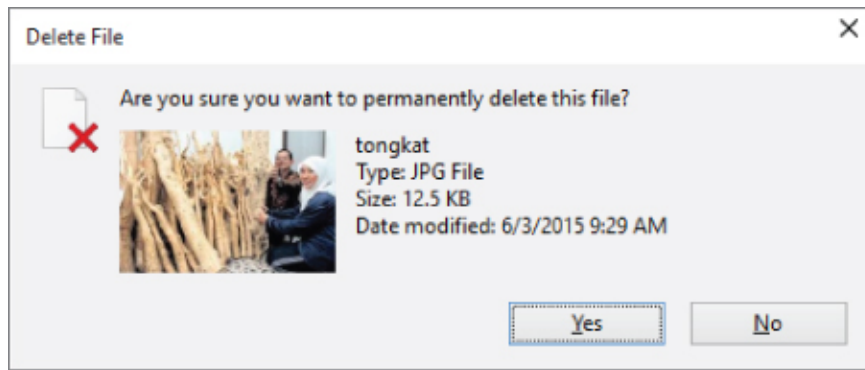 Delete File
Are you sure you want to permanently delete this file?
tongkat
Type: JPG File
Size: 12.5 KB
Date modified: 6/3/2015 9:29 AM
Yes
No